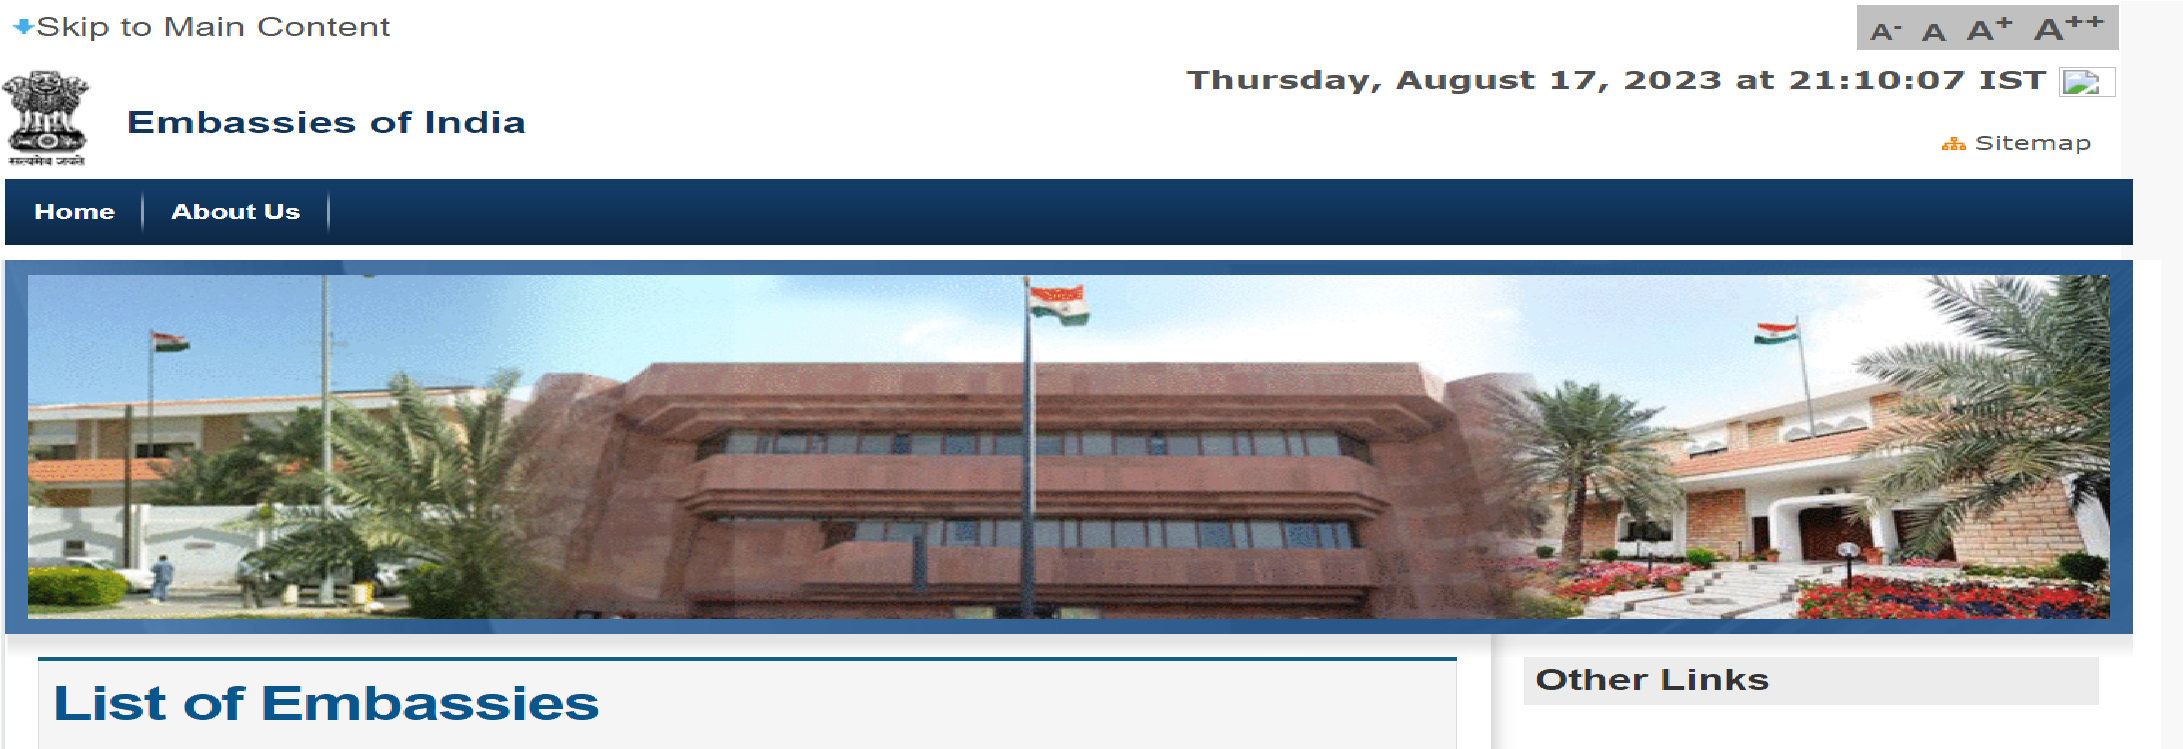 Skip to Main Content
A- A A+ A++
Thursday, August 17, 2023 at 21:10:07 IST
Embassies of India
सत्यमेव जयते
Sitemap
Home
About Us
List of Embassies
Other Links